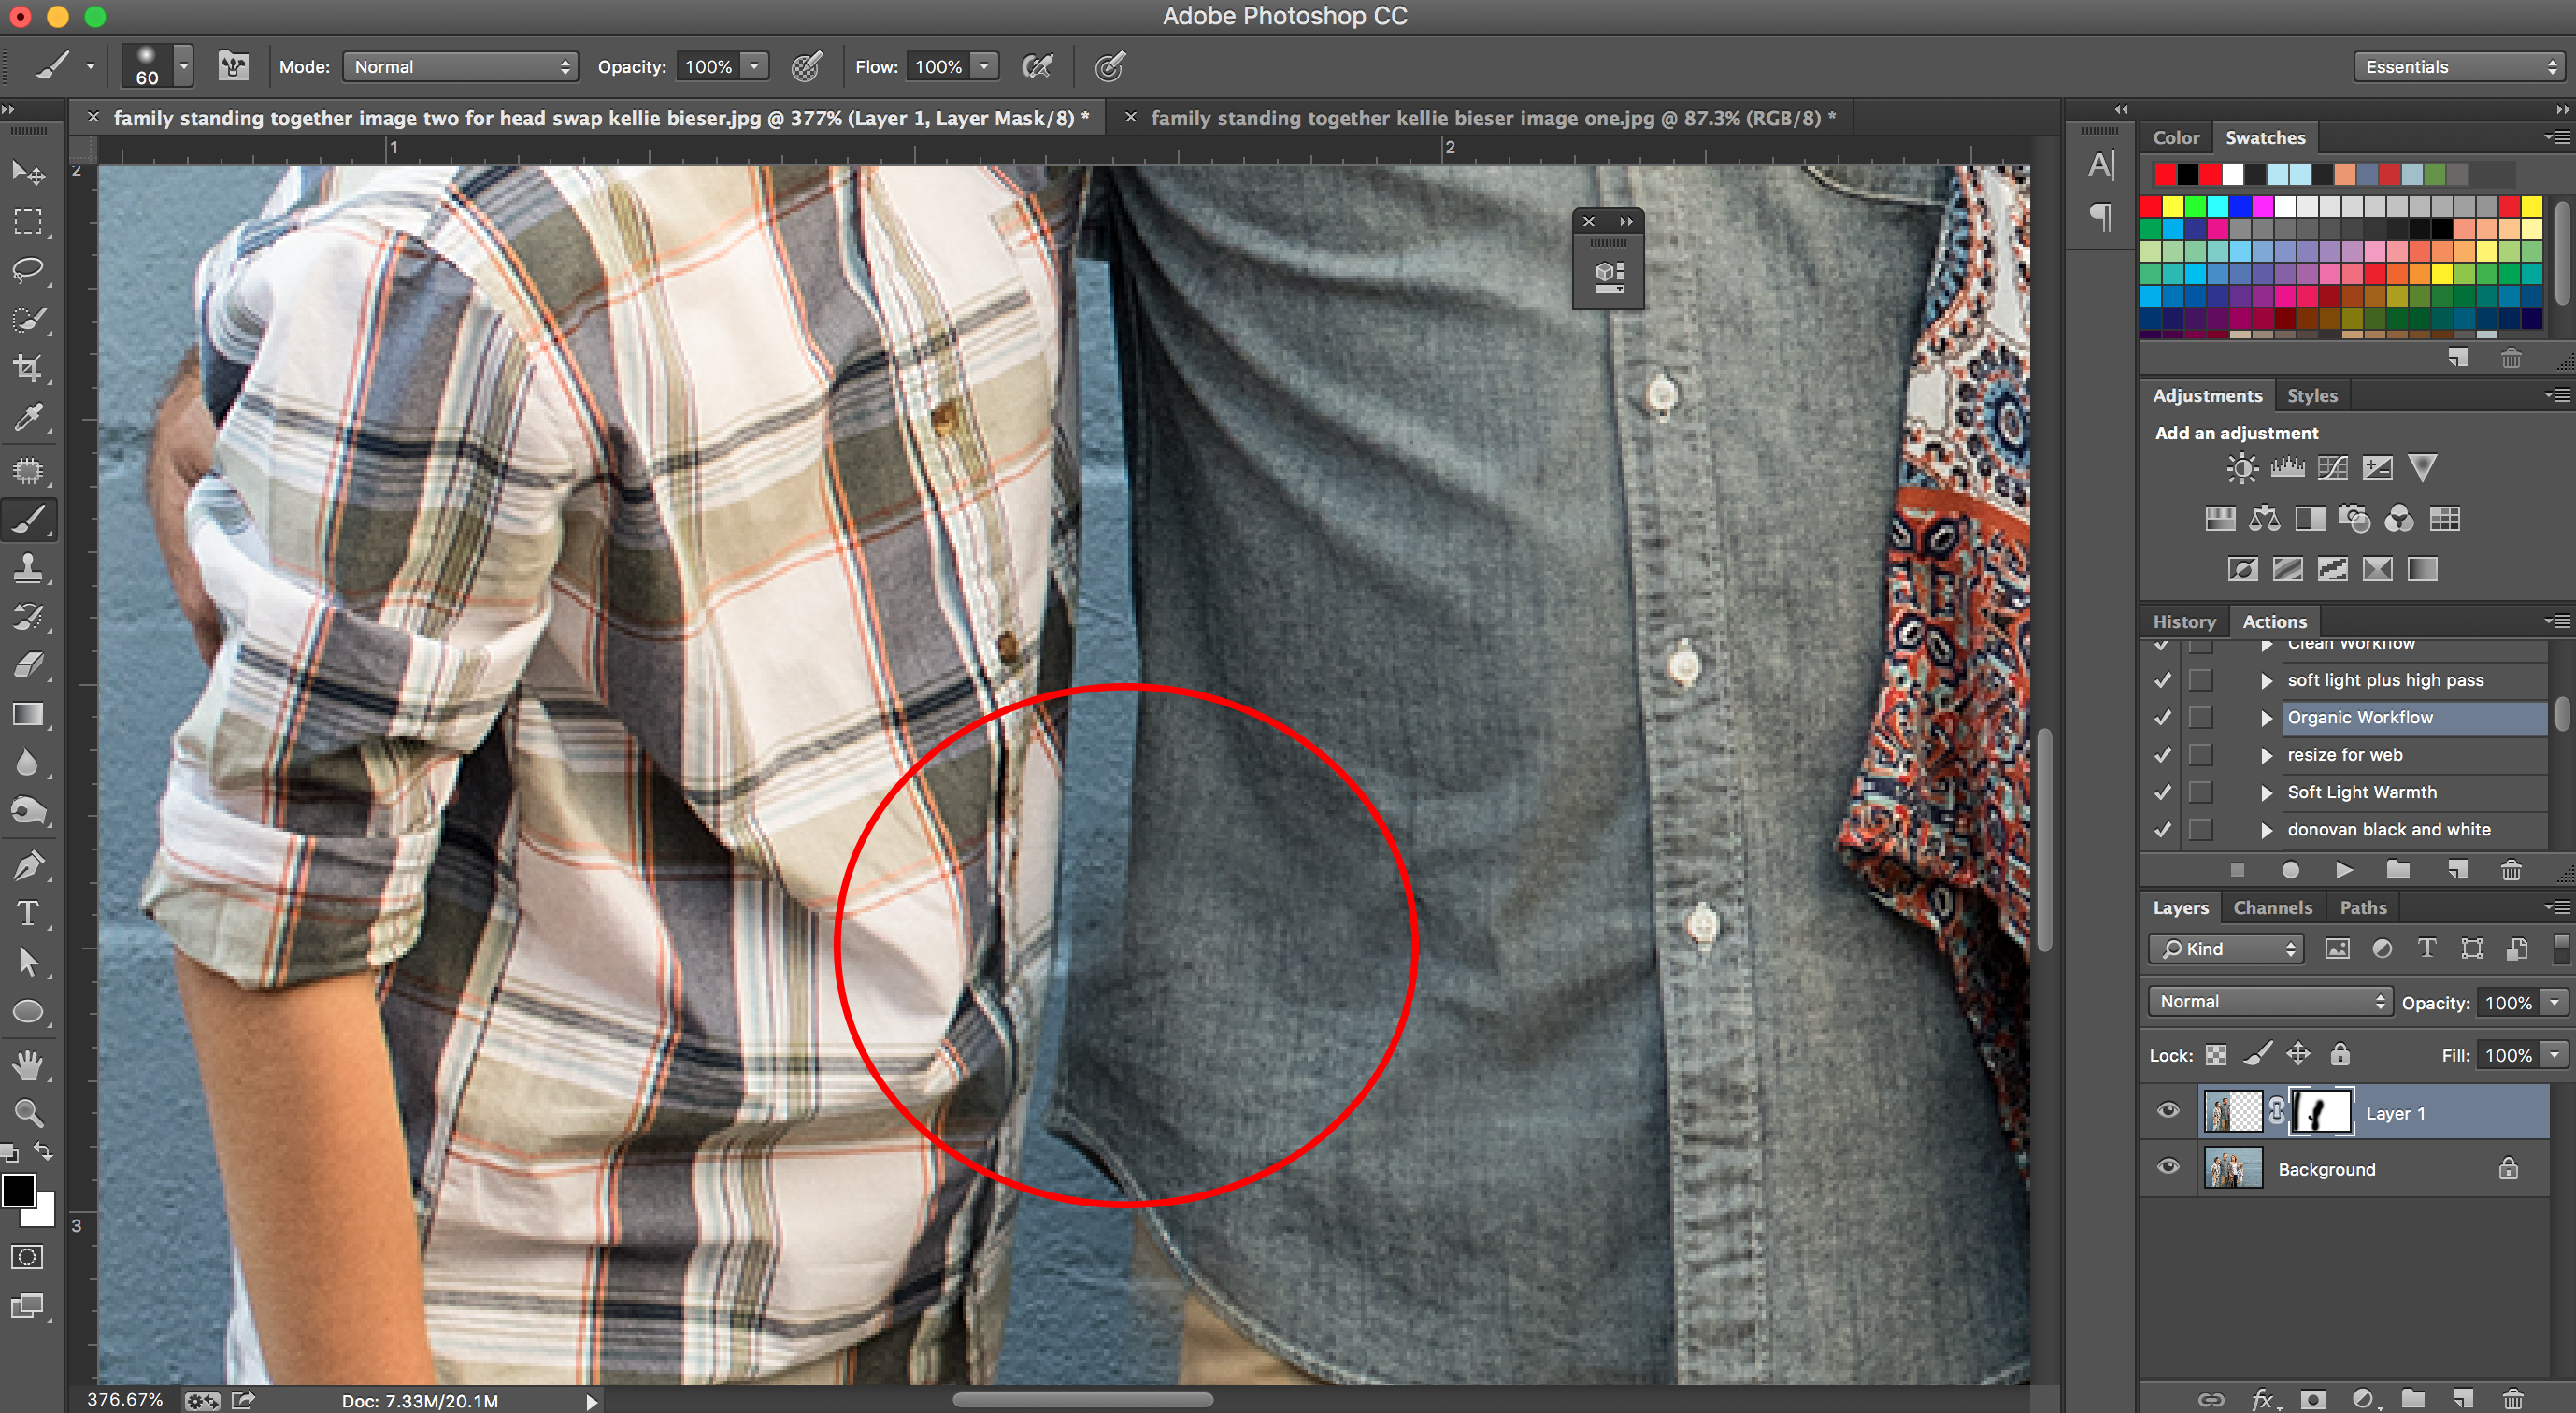 Adobe Photoshop CC
60
Mode: Normal Opacity: 100% Flow: 100% Essentials
family standing together image two for head swap kellie bieser.jpg @ 377% (Layer 1, Layer Mask/8) * family standing together kellie bieser image one.jpg @ 87.3% (RGB/8) *
1 2
2
3
Color Swatches
A
Adjustments Styles
Add an adjustment
History Actions
Clean Workflow
soft light plus high pass
Organic Workflow
resize for web
Soft Light Warmth
donovan black and white
Layers Channels Paths
Kind
Normal Opacity: 100%
Lock: Fill: 100%
Layer 1
Background
fx
376.67% Doc: 7.33M/20.1M